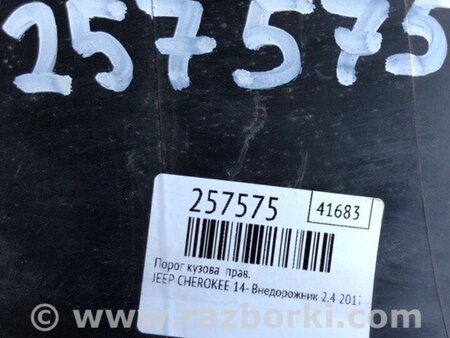 257575
257575 41683
Порог кузова прав.
JEEP CHEROKEE 14- Внедорожник 2,4 2017
© www.razborki.com